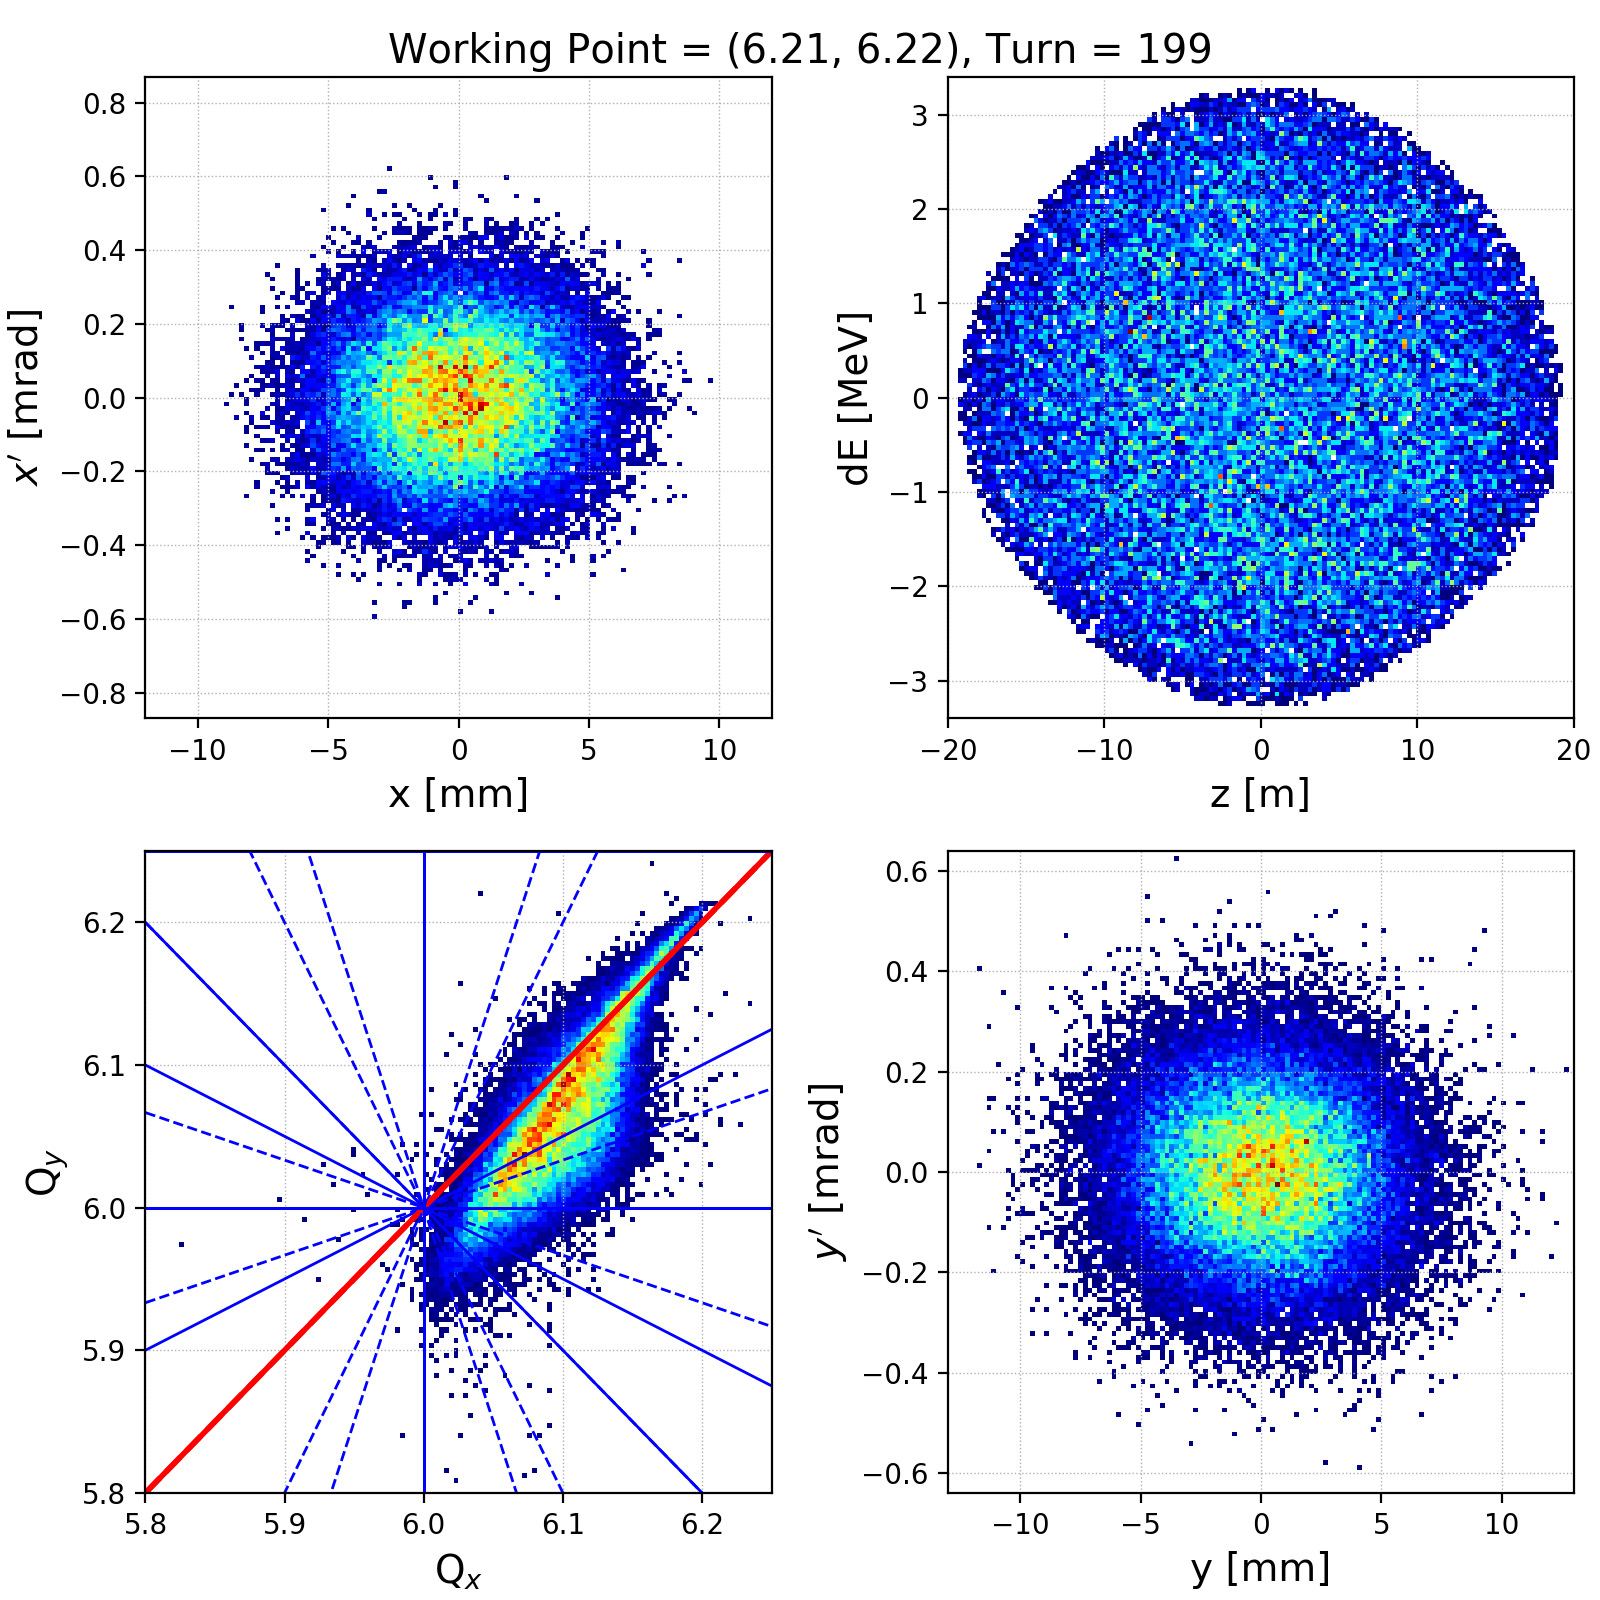 Working Point = (6.21, 6.22), Turn = 199
0.8
0.6
0.4
0.2
0.0
−0.2
−0.4
−0.6
−0.8
x′ [mrad]
−10 −5 0 5 10
x [mm]
3
2
1
0
−1
−2
−3
dE [MeV]
−20 −10 0 10 20
z [m]
6.2
6.1
6.0
5.9
5.8
Qy
5.8 5.9 6.0 6.1 6.2
Qx
0.6
0.4
0.2
0.0
−0.2
−0.4
−0.6
y′ [mrad]
−10 −5 0 5 10
y [mm]